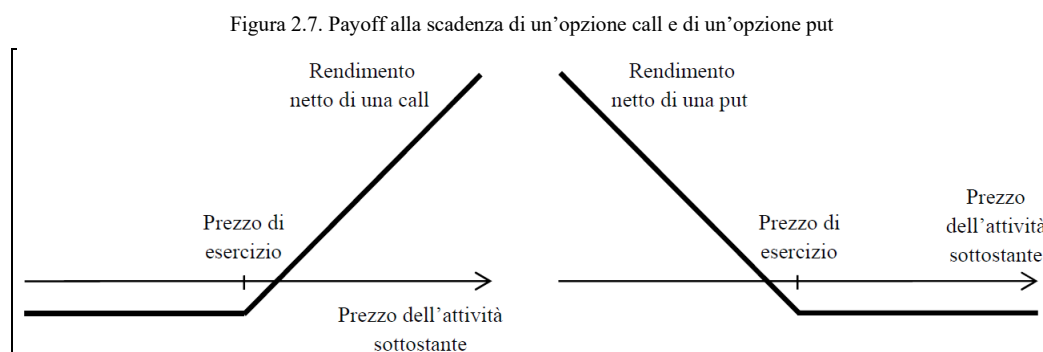 Figura 2.7. Payoff alla scadenza di un’opzione call e di un’opzione put
Rendimento
netto di una call
Prezzo di
esercizio
Prezzo dell’attività
sottostante
Rendimento
netto di una put
Prezzo di
esercizio
Prezzo
dell’attività
sottostante